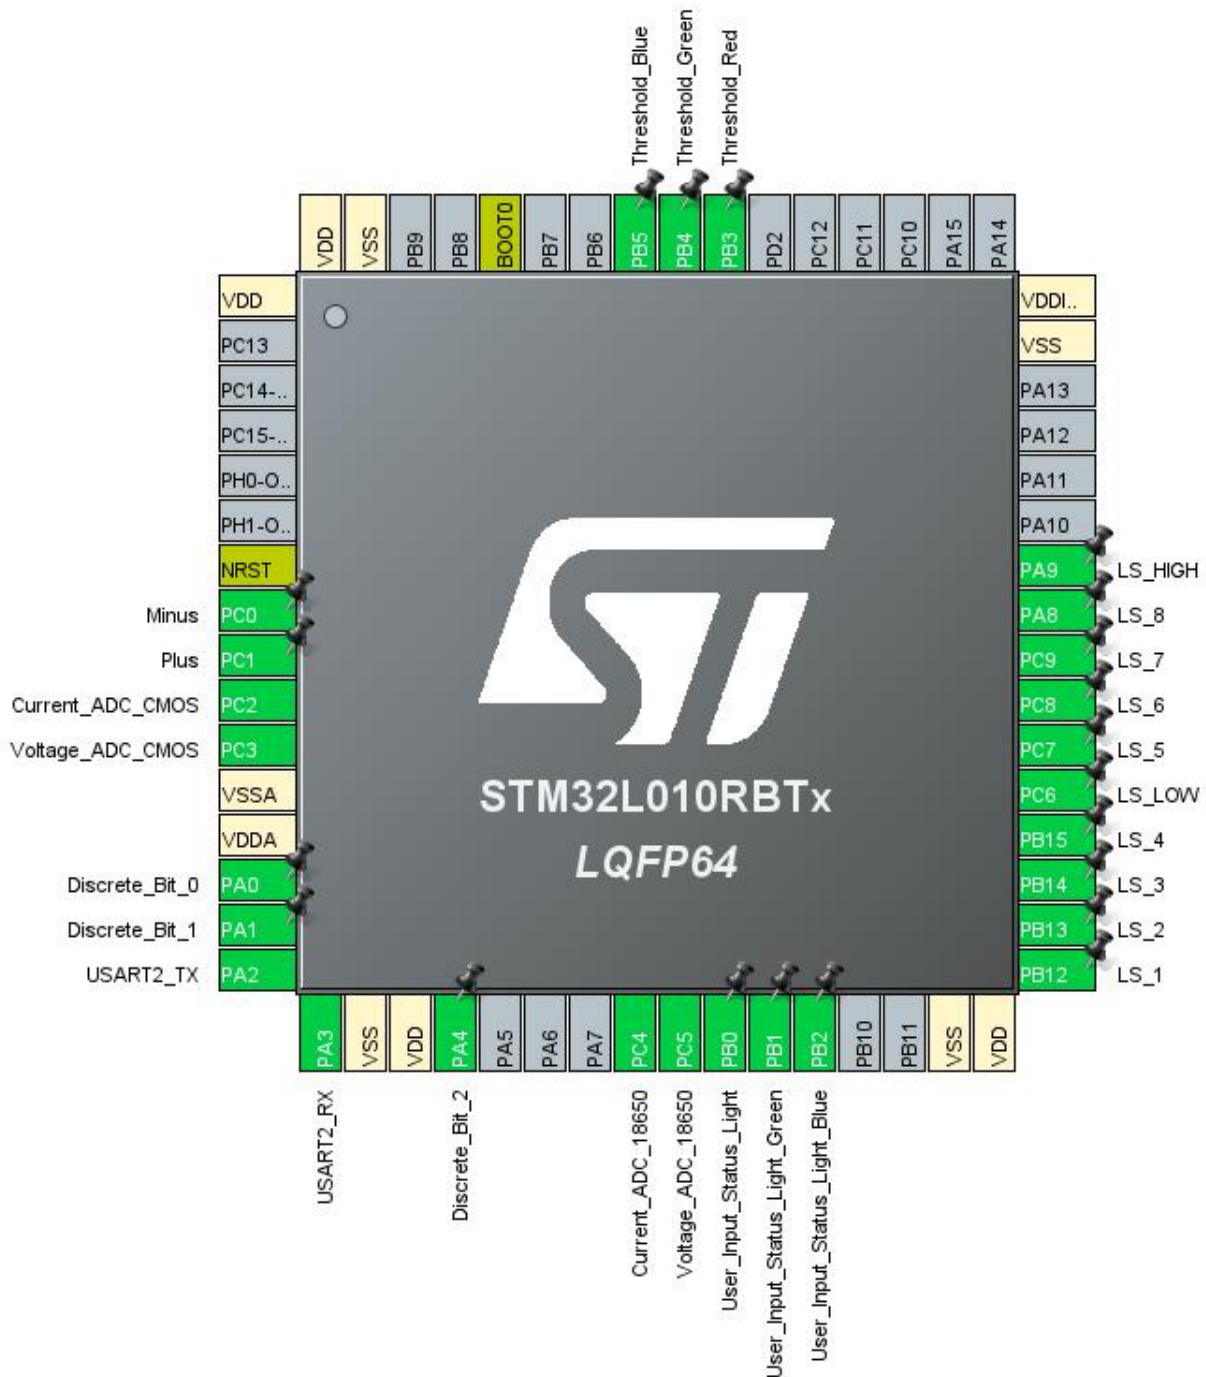 Threshold_Blue
Threshold_Green
Threshold_Red
VDD
VSS
PB9
PB8
BOOT0
PB7
PB6
PB5
PB4
PB3
PD2
PC12
PC11
PC10
PA15
PA14
VDD
PC13
PC14-..
PC15-..
PH0-O..
PH1-O..
NRST
Minus PC0
Plus PC1
Current_ADC_CMOS PC2
Voltage_ADC_CMOS PC3
VSSA
VDDA
Discrete_Bit_0 PA0
Discrete_Bit_1 PA1
USART2_TX PA2
ST
STM32L010RBTx
LQFP64
VDDI..
VSS
PA13
PA12
PA11
PA10
PA9 LS_HIGH
PA8 LS_8
PC9 LS_7
PC8 LS_6
PC7 LS_5
PC6 LS_LOW
PB15 LS_4
PB14 LS_3
PB13 LS_2
PB12 LS_1
PA3
VSS
VDD
PA4
PA5
PA6
PA7
PC4
PC5
PB0
PB1
PB2
PB10
PB11
VSS
VDD
USART2_RX
Discrete_Bit_2
Current_ADC_18650
Voltage_ADC_18650
User_Input_Status_Light
User_Input_Status_Light_Green
User_Input_Status_Light_Blue